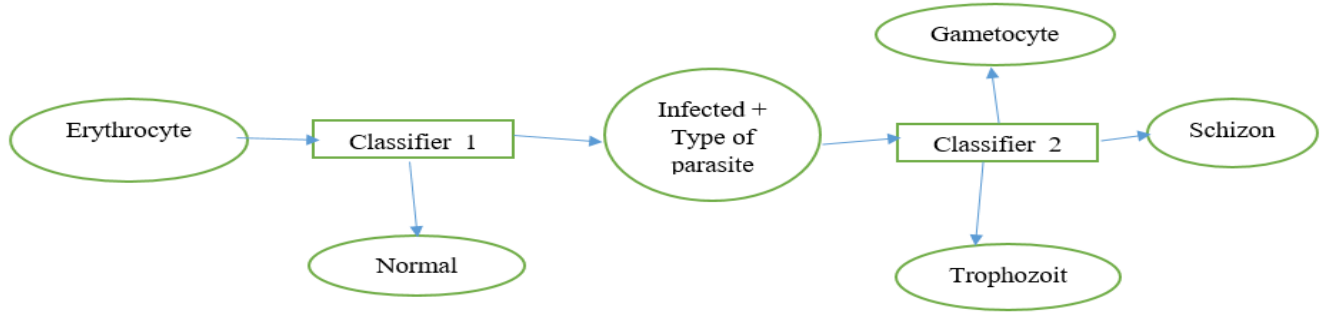 Erythrocyte
Classifier 1
Normal
Infected +
Type of
parasite
Classifier 2
Gametocyte
Schizon
Trophozoit